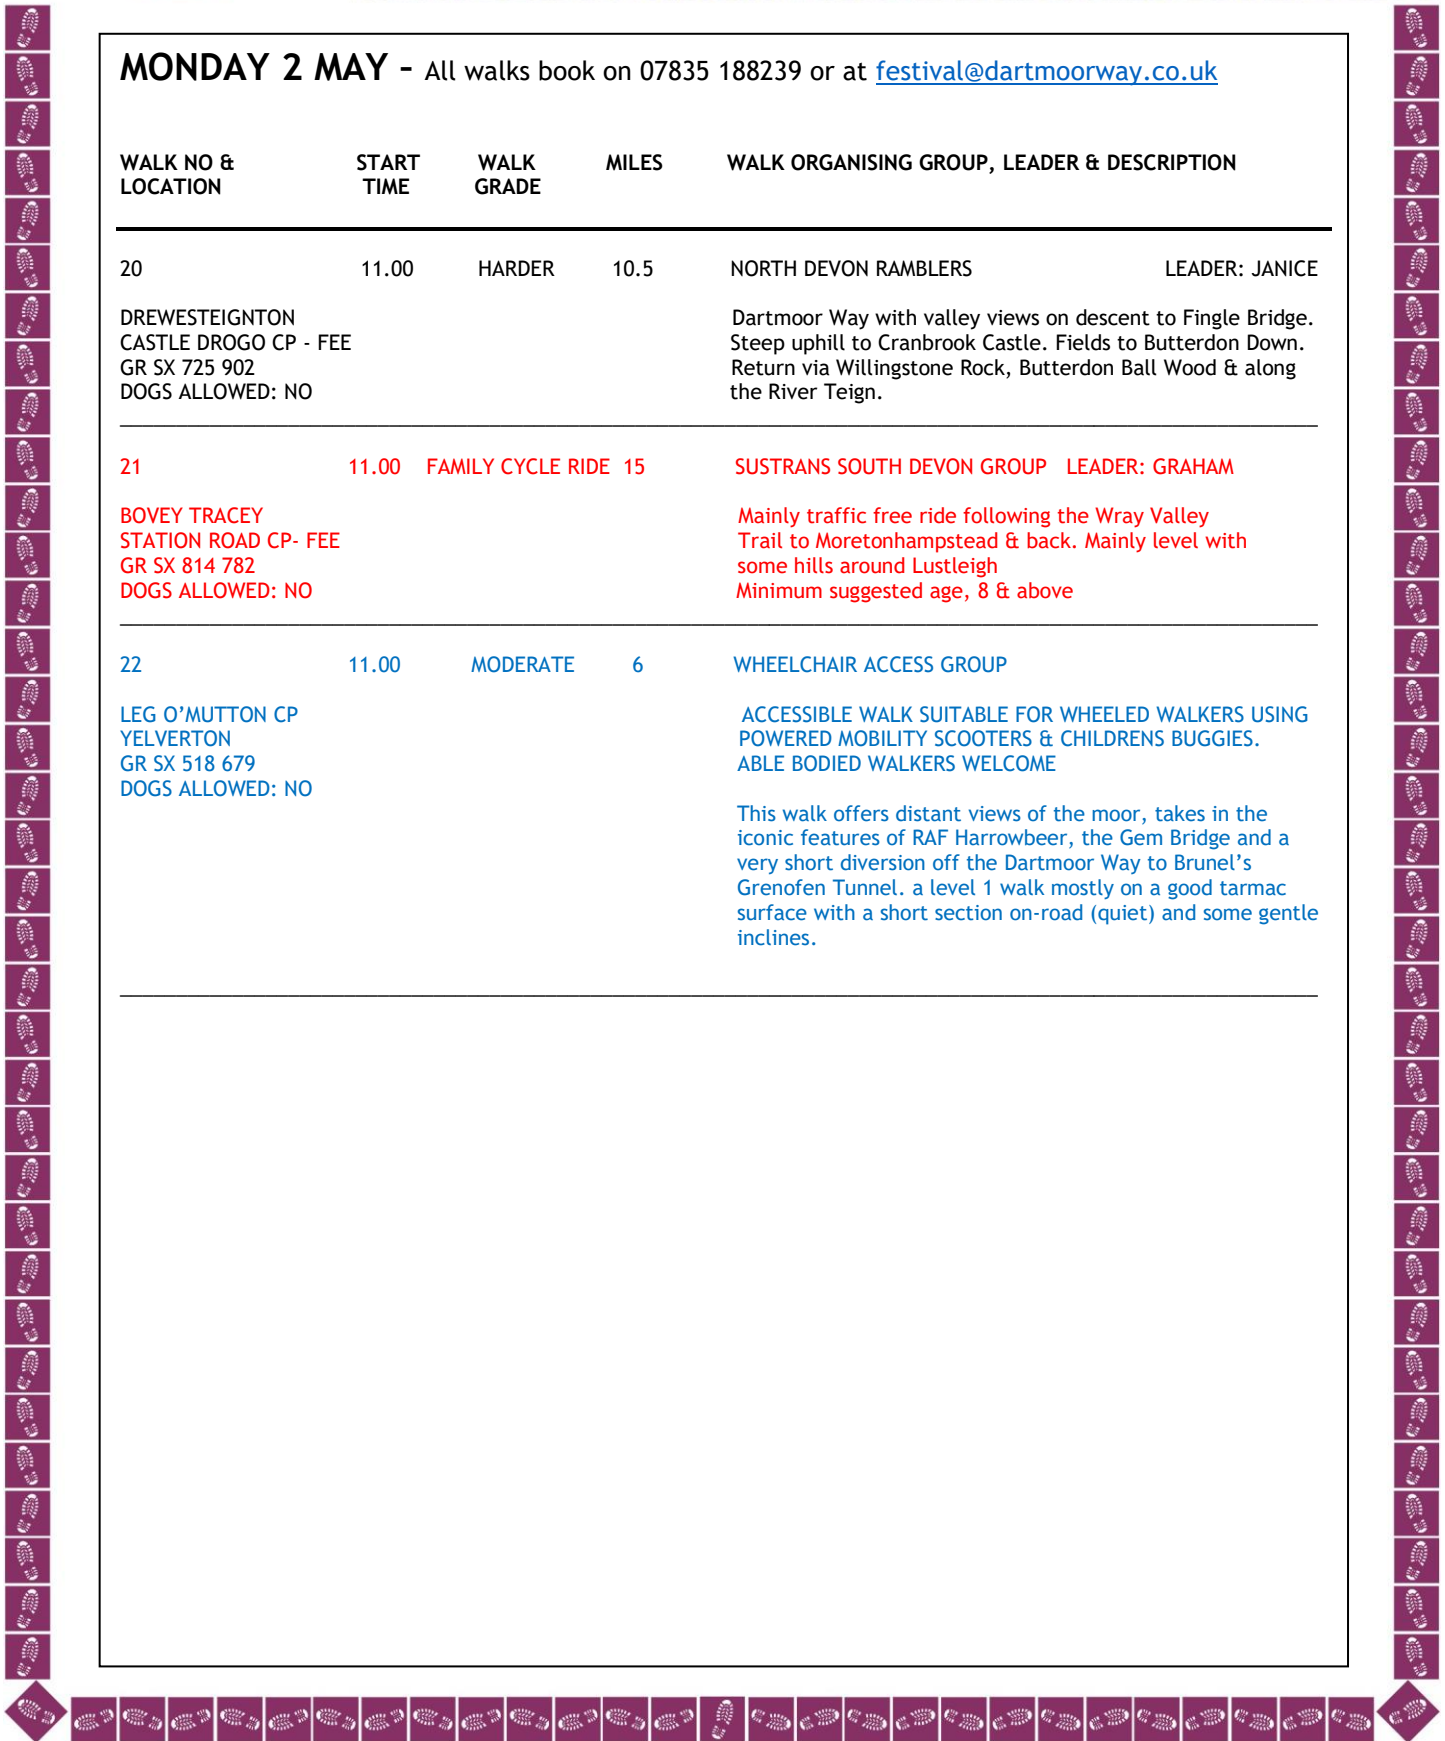 MONDAY 2 MAY – All walks book on 07835 188239 or at festival@dartmoorway.co.uk
WALK NO & START WALK MILES WALK ORGANISING GROUP, LEADER & DESCRIPTION
LOCATION TIME GRADE
20 11.00 HARDER 10.5 NORTH DEVON RAMBLERS LEADER: JANICE
DREWESTEIGNTON Dartmoor Way with valley views on descent to Fingle Bridge.
CASTLE DROGO CP - FEE Steep uphill to Cranbrook Castle. Fields to Butterdon Down.
GR SX 725 902 Return via Willingstone Rock, Butterdon Ball Wood & along
DOGS ALLOWED: NO the River Teign.
21 11.00 FAMILY CYCLE RIDE 15 SUSTRANS SOUTH DEVON GROUP LEADER: GRAHAM
BOVEY TRACEY Mainly traffic free ride following the Wray Valley
STATION ROAD CP- FEE Trail to Moretonhampstead & back. Mainly level with
GR SX 814 782 some hills around Lustleigh
DOGS ALLOWED: NO Minimum suggested age, 8 & above
22 11.00 MODERATE 6 WHEELCHAIR ACCESS GROUP
LEG O’MUTTON CP ACCESSIBLE WALK SUITABLE FOR WHEELED WALKERS USING
YELVERTON POWERED MOBILITY SCOOTERS & CHILDRENS BUGGIES.
GR SX 518 679 ABLE BODIED WALKERS WELCOME
DOGS ALLOWED: NO
This walk offers distant views of the moor, takes in the
iconic features of RAF Harrowbeer, the Gem Bridge and a
very short diversion off the Dartmoor Way to Brunel’s
Grenofen Tunnel. a level 1 walk mostly on a good tarmac
surface with a short section on-road (quiet) and some gentle
inclines.